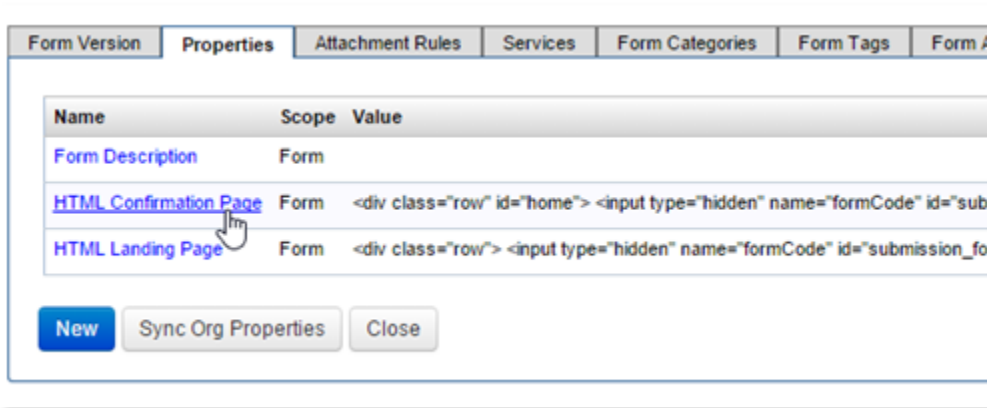 Form Version Properties Attachment Rules Services Form Categories Form Tags Form A
Name Scope Value
Form Description Form
HTML Confirmation Page Form <div class="row" id="home"> <input type="hidden" name="formCode" id="sub
HTML Landing Page Form <div class="row"> <input type="hidden" name="formCode" id="submission_fo
New Sync Org Properties Close